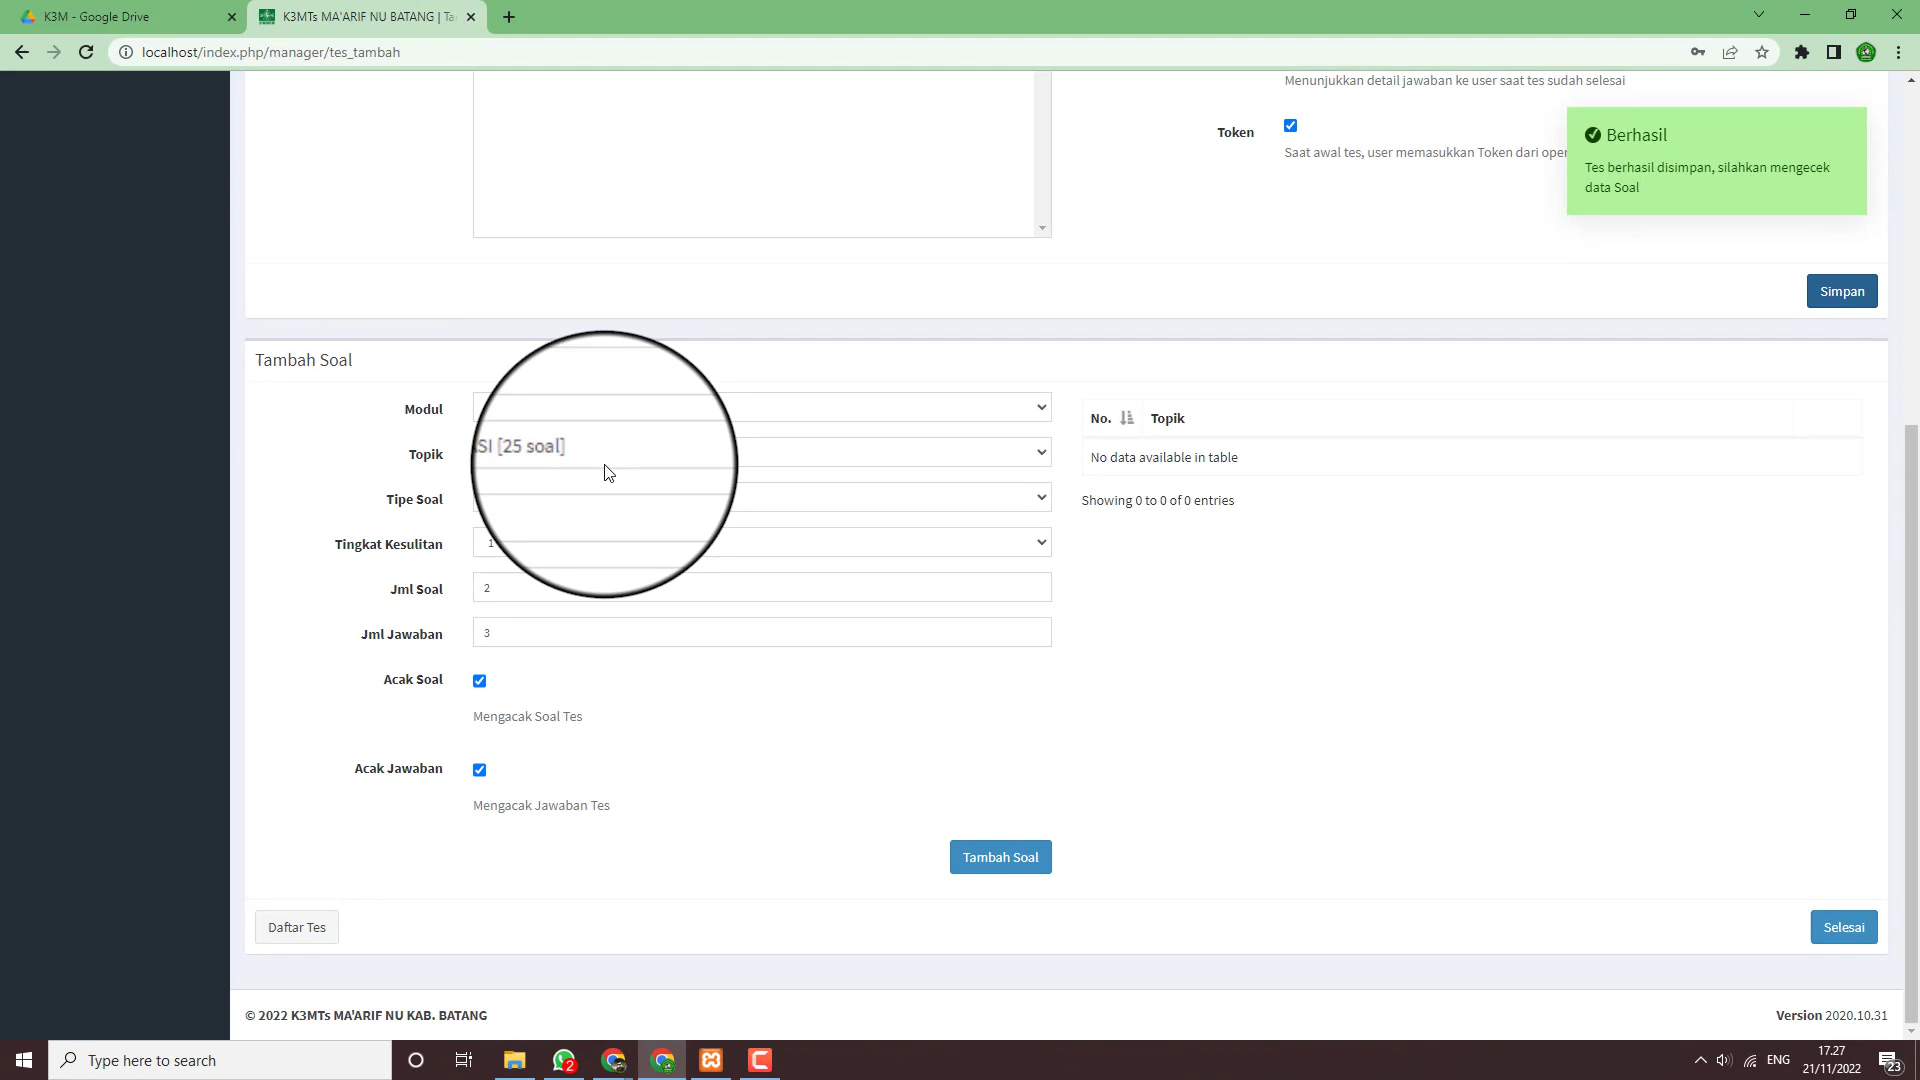 K3M - Google Drive
K3MTs MA'ARIF NU BATANG | Ta
localhost/index.php/manager/tes_tambah
Menunjukkan detail jawaban ke user saat tes sudah selesai
Token
Saat awal tes, user memasukkan Token dari oper
Berhasil
Tes berhasil disimpan, silahkan mengecek
data Soal
Simpan
Tambah Soal
Modul
Topik
SI [25 soal]
Tipe Soal
Tingkat Kesulitan
1
Jml Soal
2
Jml Jawaban
3
Acak Soal
Mengacak Soal Tes
Acak Jawaban
Mengacak Jawaban Tes
Tambah Soal
No.
Topik
No data available in table
Showing 0 to 0 of 0 entries
Daftar Tes
Selesai
© 2022 K3MTs MA'ARIF NU KAB. BATANG
Version 2020.10.31
Type here to search
2
ENG
17.27
21/11/2022
23